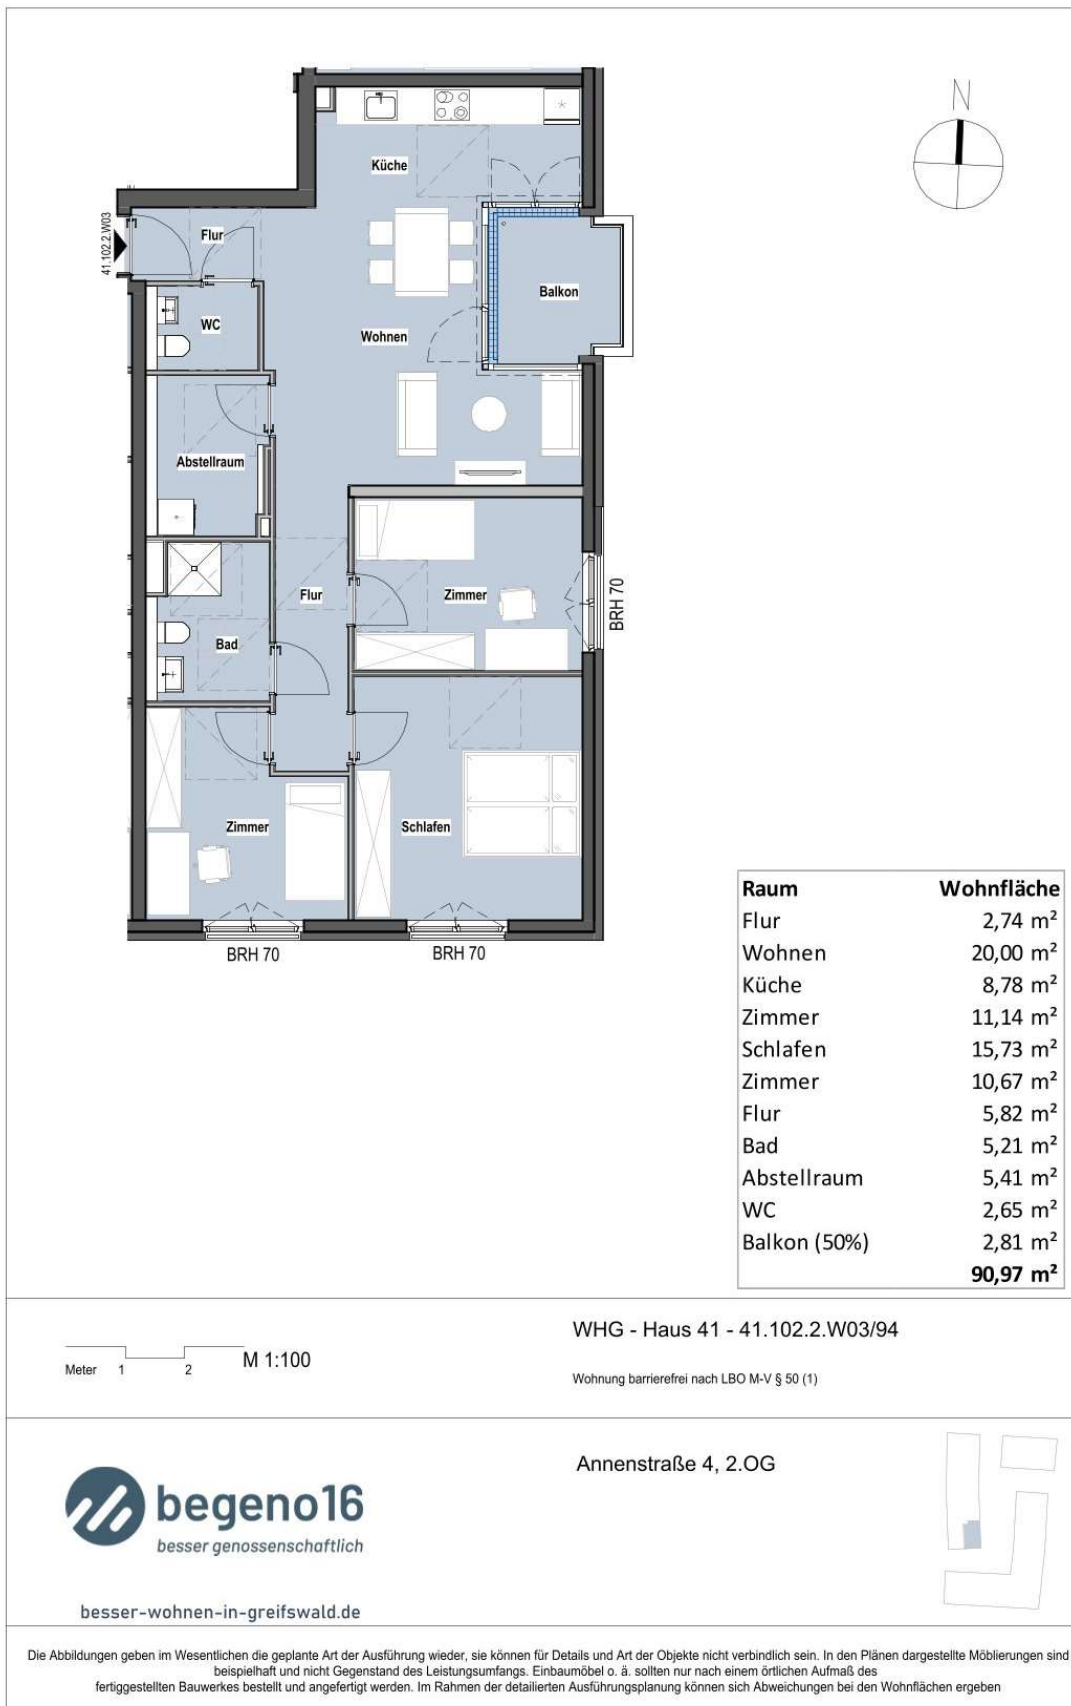 N
Küche
41.102.2.W03
Flur
Balkon
WC
Wohnen
Abstellraum
Flur
Zimmer
BRH 70
Bad
Zimmer
Schlafen
BRH 70
BRH 70
Raum Wohnfläche
Flur 2,74 m²
Wohnen 20,00 m²
Küche 8,78 m²
Zimmer 11,14 m²
Schlafen 15,73 m²
Zimmer 10,67 m²
Flur 5,82 m²
Bad 5,21 m²
Abstellraum 5,41 m²
WC 2,65 m²
Balkon (50%) 2,81 m²
90,97 m²
Meter 1 2 M 1:100
WHG - Haus 41 - 41.102.2.W03/94
Wohnung barrierefrei nach LBO M-V § 50 (1)
Annenstraße 4, 2.OG
begeno16
besser genossenschaftlich
besser-wohnen-in-greifswald.de
Die Abbildungen geben im Wesentlichen die geplante Art der Ausführung wieder, sie können für Details und Art der Objekte nicht verbindlich sein. In den Plänen dargestellte Möblierungen sind
beispielhaft und nicht Gegenstand des Leistungsumfangs. Einbaumöbel o. ä. sollten nur nach einem örtlichen Aufmaß des
fertiggestellten Bauwerkes bestellt und angefertigt werden. Im Rahmen der detailierten Ausführungsplanung können sich Abweichungen bei den Wohnflächen ergeben